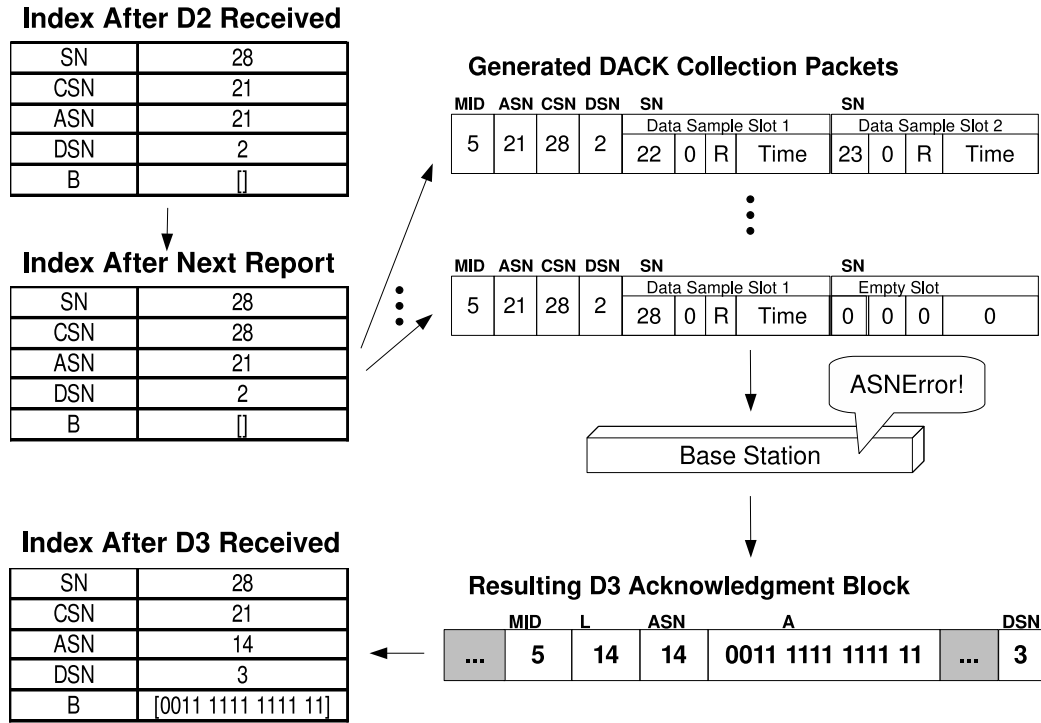 Index After D2 Received
SN 28
CSN 21
ASN 21
DSN 2
B []
Generated DACK Collection Packets
MID ASN CSN DSN SN SN
Data Sample Slot 1 Data Sample Slot 2
5 21 28 2 22 0 R Time 23 0 R Time
Index After Next Report
SN 28
CSN 28
ASN 21
DSN 2
B []
MID ASN CSN DSN SN SN
Data Sample Slot 1 Empty Slot
5 21 28 2 28 0 R Time 0 0 0 0
ASNError!
Base Station
Index After D3 Received
SN 28
CSN 21
ASN 14
DSN 3
B [0011 1111 1111 11]
Resulting D3 Acknowledgment Block
MID L ASN A DSN
... 5 14 14 0011 1111 1111 11 ... 3